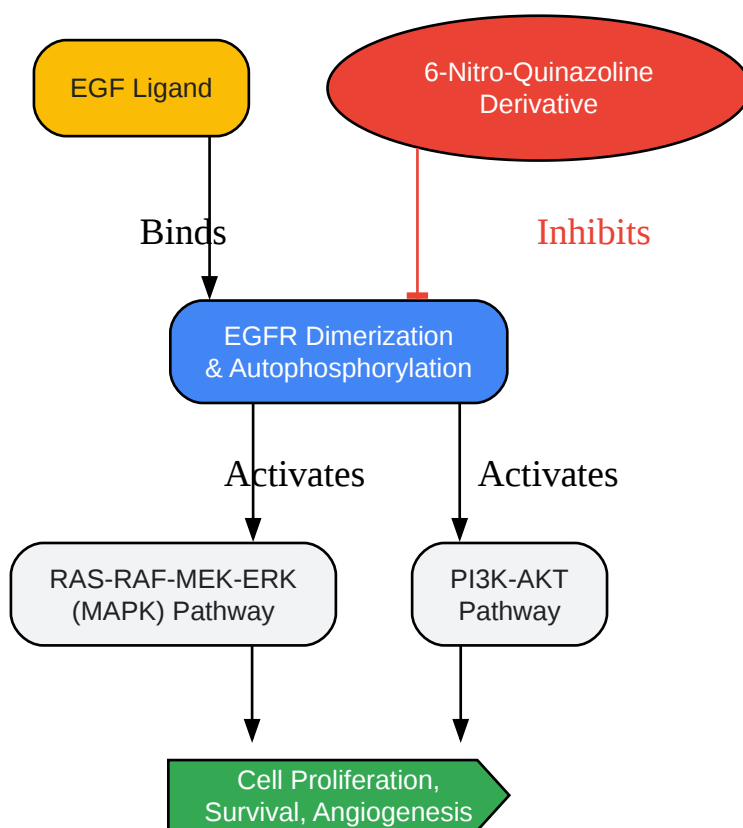 EGF Ligand
6-Nitro-Quinazoline
Derivative
Binds
Inhibits
EGFR Dimerization
& Autophosphorylation
Activates
Activates
RAS-RAF-MEK-ERK
(MAPK) Pathway
PI3K-AKT
Pathway
Cell Proliferation,
Survival, Angiogenesis